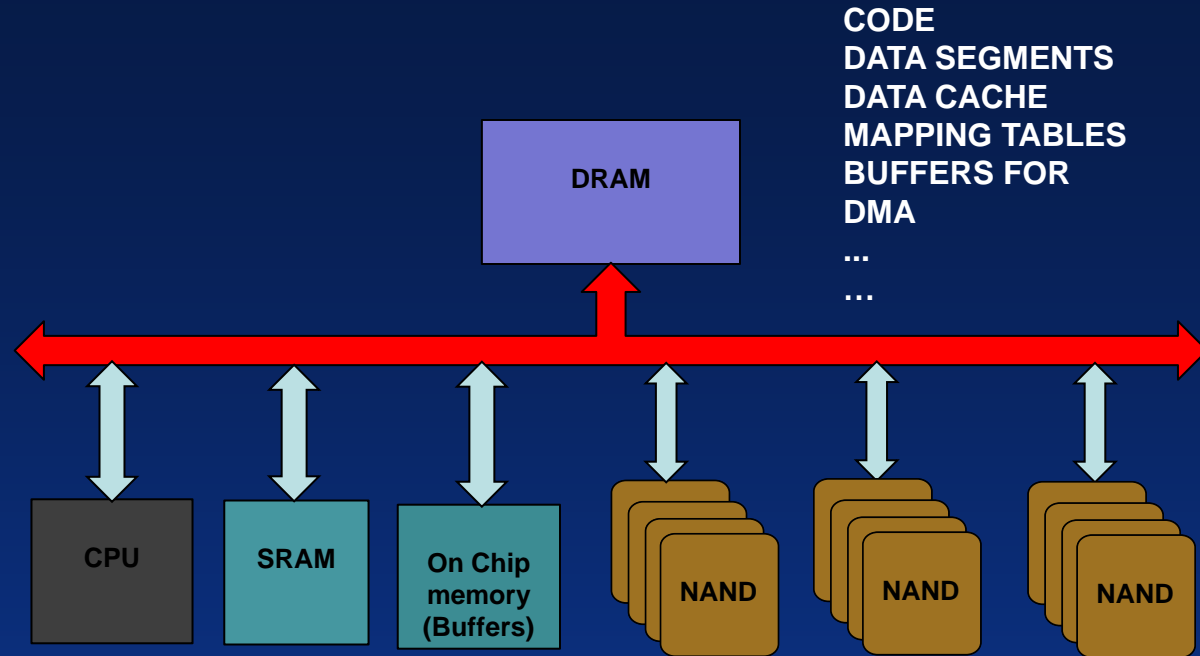 CODE
DATA SEGMENTS
DATA CACHE
MAPPING TABLES
BUFFERS FOR
DMA
...
…
DRAM
CPU
SRAM
On Chip
memory
(Buffers)
NAND
NAND
NAND